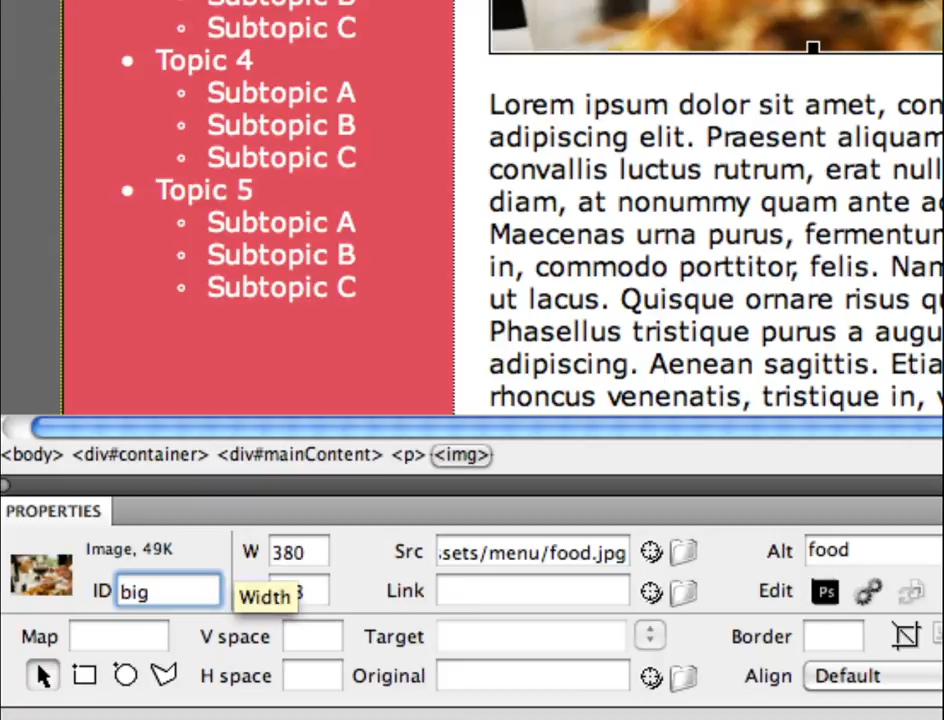 Subtopic B
Subtopic C
Topic 4
Subtopic A
Subtopic B
Subtopic C
Topic 5
Subtopic A
Subtopic B
Subtopic C
Lorem ipsum dolor sit amet, con
adipiscing elit. Praesent aliquam
convallis luctus rutrum, erat null
diam, at nonummy quam ante a
Maecenas urna purus, fermentur
in, commodo porttitor, felis. Nam
ut lacus. Quisque ornare risus q
Phasellus tristique purus a augu
adipiscing. Aenean sagittis. Etia
rhoncus venenatis, tristique in, v
<body> <div#container> <div#mainContent> <p> <img>
PROPERTIES
Image, 49K W 380 Src .sets/menu/food.jpg Alt food
ID big Width Link Edit Ps
Map V space Target Border
H space Original Align Default